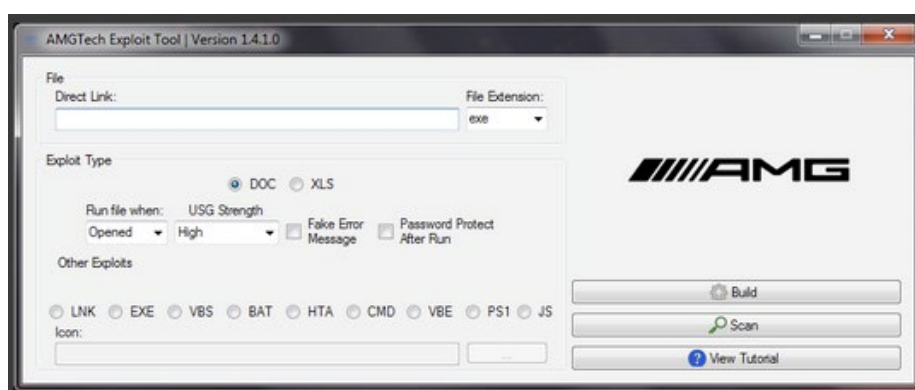 AMGTech Exploit Tool | Version 1.4.1.0
File
Direct Link: File Extension:
exe
Exploit Type
DOC XLS
Run file when: USG Strength
Opened High Fake Error Message Password Protect After Run
Other Exploits
LNK EXE VBS BAT HTA CMD VBE PS1 JS
Icon:
...
AMG
Build
Scan
? View Tutorial